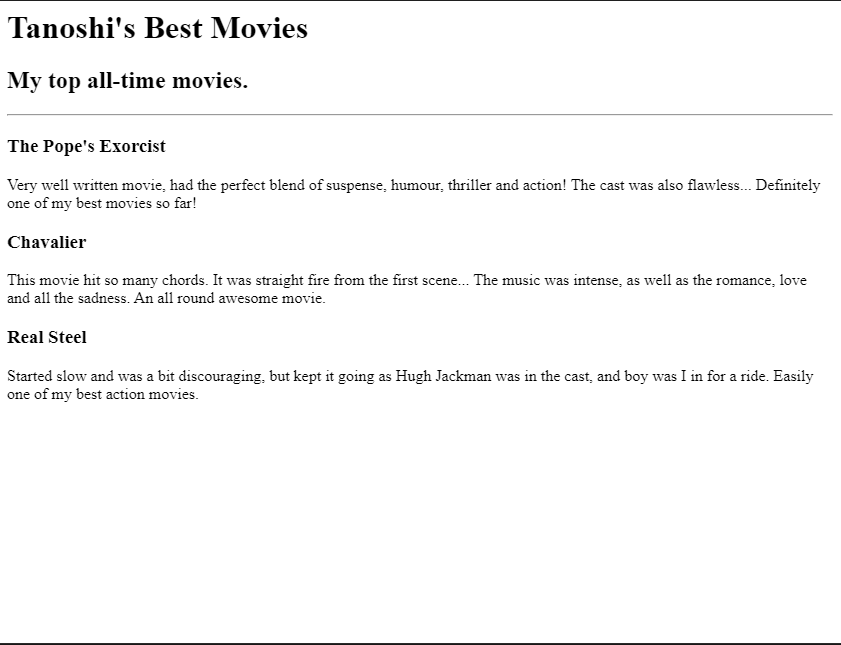 Tanoshi's Best Movies
My top all-time movies.
The Pope's Exorcist
Very well written movie, had the perfect blend of suspense, humour, thriller and action! The cast was also flawless... Definitely
one of my best movies so far!
Chavalier
This movie hit so many chords. It was straight fire from the first scene... The music was intense, as well as the romance, love
and all the sadness. An all round awesome movie.
Real Steel
Started slow and was a bit discouraging, but kept it going as Hugh Jackman was in the cast, and boy was I in for a ride. Easily
one of my best action movies.